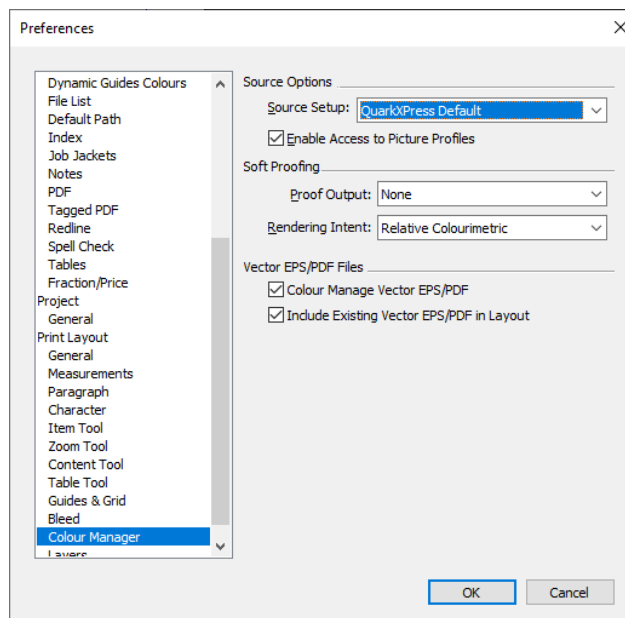 Preferences
Dynamic Guides Colours
File List
Default Path
Index
Job Jackets
Notes
PDF
Tagged PDF
Redline
Spell Check
Tables
Fraction/Price
Project
General
Print Layout
General
Measurements
Paragraph
Character
Item Tool
Zoom Tool
Content Tool
Table Tool
Guides & Grid
Bleed
Colour Manager
Layers
Source Options
Source Setup: QuarkXPress Default
Enable Access to Picture Profiles
Soft Proofing
Proof Output: None
Rendering Intent: Relative Colourimetric
Vector EPS/PDF Files
Colour Manage Vector EPS/PDF
Include Existing Vector EPS/PDF in Layout
OK Cancel